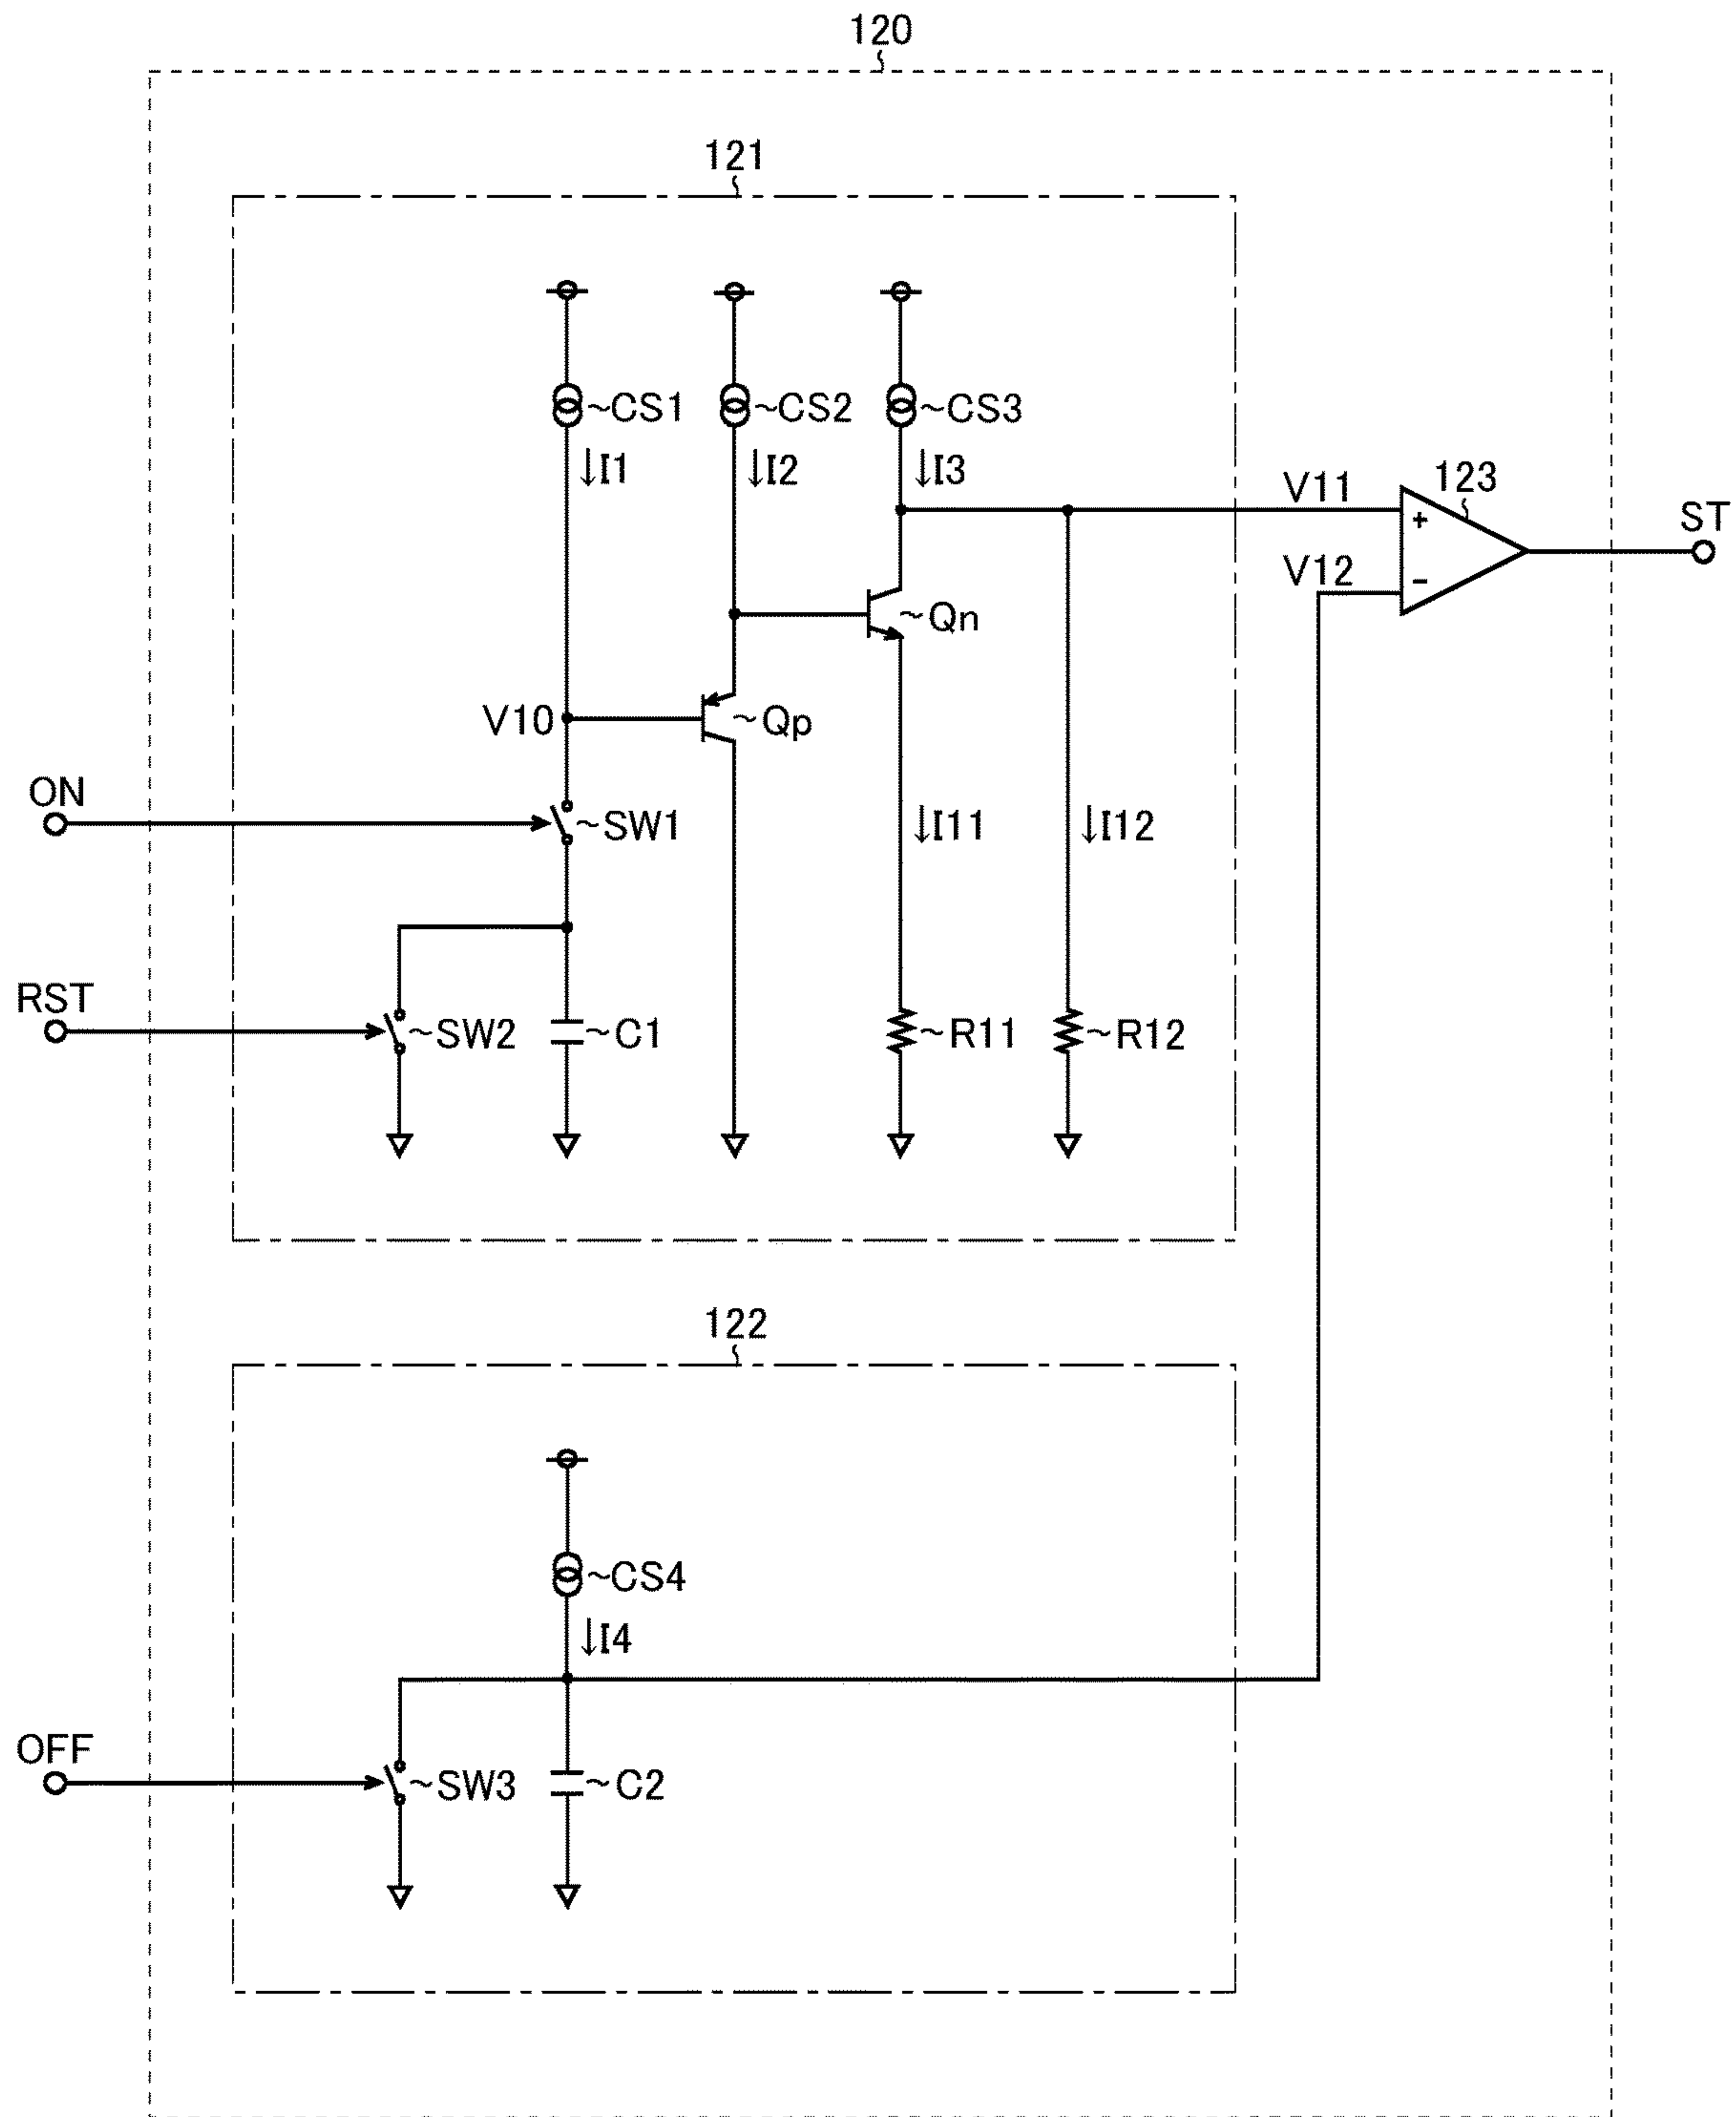 120
121
~CS1
~CS2
~CS3
↓I1
↓I2
↓I3
V11
123
ST
+
V12
-
~Qn
V10
~Qp
ON
~SW1
↓I11
↓I12
RST
~SW2
~C1
~R11
~R12
122
~CS4
↓I4
OFF
~SW3
~C2